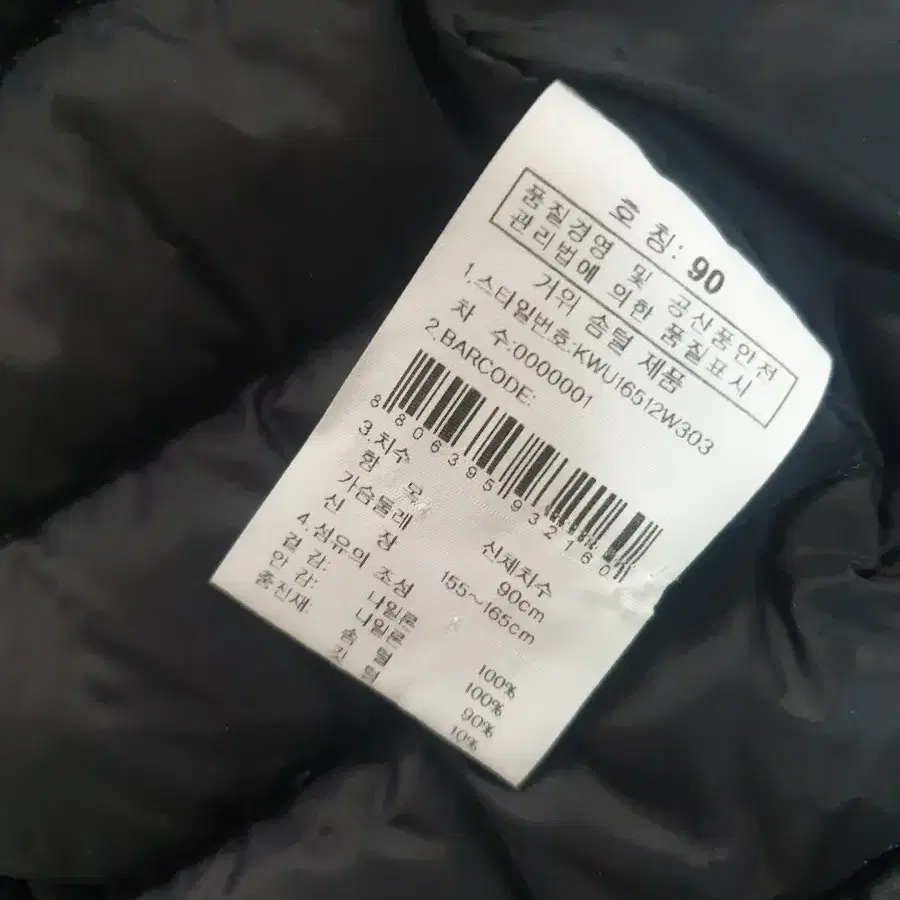 호 칭: 90
품질경영 및 공산품안전
관리법에 의한 품질표시
거위 솜털 제품
1.스타일번호:KWU16512W303
차 수:0000001
2.BARCODE:
8806395932160
3.치수
항 목 신체치수
가슴둘레 90cm
신 장 155~165cm
4.섬유의 조성
겉 감: 나일론 100%
안 감: 나일론 100%
충전재: 솜 털 90%
깃 털 10%